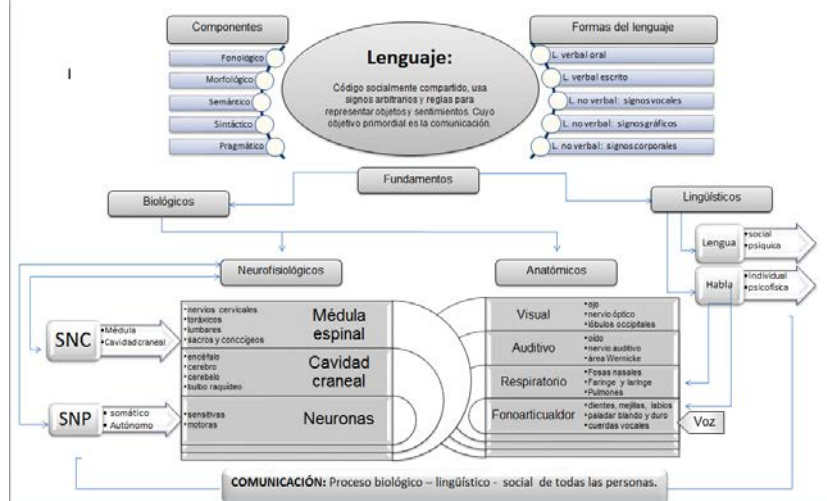 Componentes
Fonológico
Morfológico
Semántico
Sintáctico
Pragmático
Lenguaje:
Código socialmente compartido, usa
signos arbitrarios y reglas para
representar objetos y sentimientos. Cuyo
objetivo primordial es la comunicación.
Formas del lenguaje
L. verbal oral
L. verbal escrito
L. no verbal: signos vocales
L. no verbal: signos gráficos
L. no verbal: signos corporales
I
Fundamentos
Biológicos
Lingüísticos
Lengua
•social
•psíquica
Habla
•Individual
•psicofísica
Neurofisiológicos
Anatómicos
SNC
•Médula
•Cavidad craneal
•nervios cervicales
•toráxicos
•lumbares
•sacros y conccígeos
Médula
espinal
•encéfalo
•cerebro
•cerebelo
•bulbo raquídeo
Cavidad
craneal
SNP
• somático
• Autónomo
•sensitivas
•motoras
Neuronas
Visual
•ojo
•nervio óptico
•lóbulos occipitales
Auditivo
•oído
•nervio auditivo
•área Wernicke
Respiratorio
•Fosas nasales
•Faringe y laringe
•Pulmones
Fonoarticualdor
•dientes, mejillas, labios
•paladar blando y duro
•cuerdas vocales
Voz
COMUNICACIÓN: Proceso biológico – lingüístico - social de todas las personas.